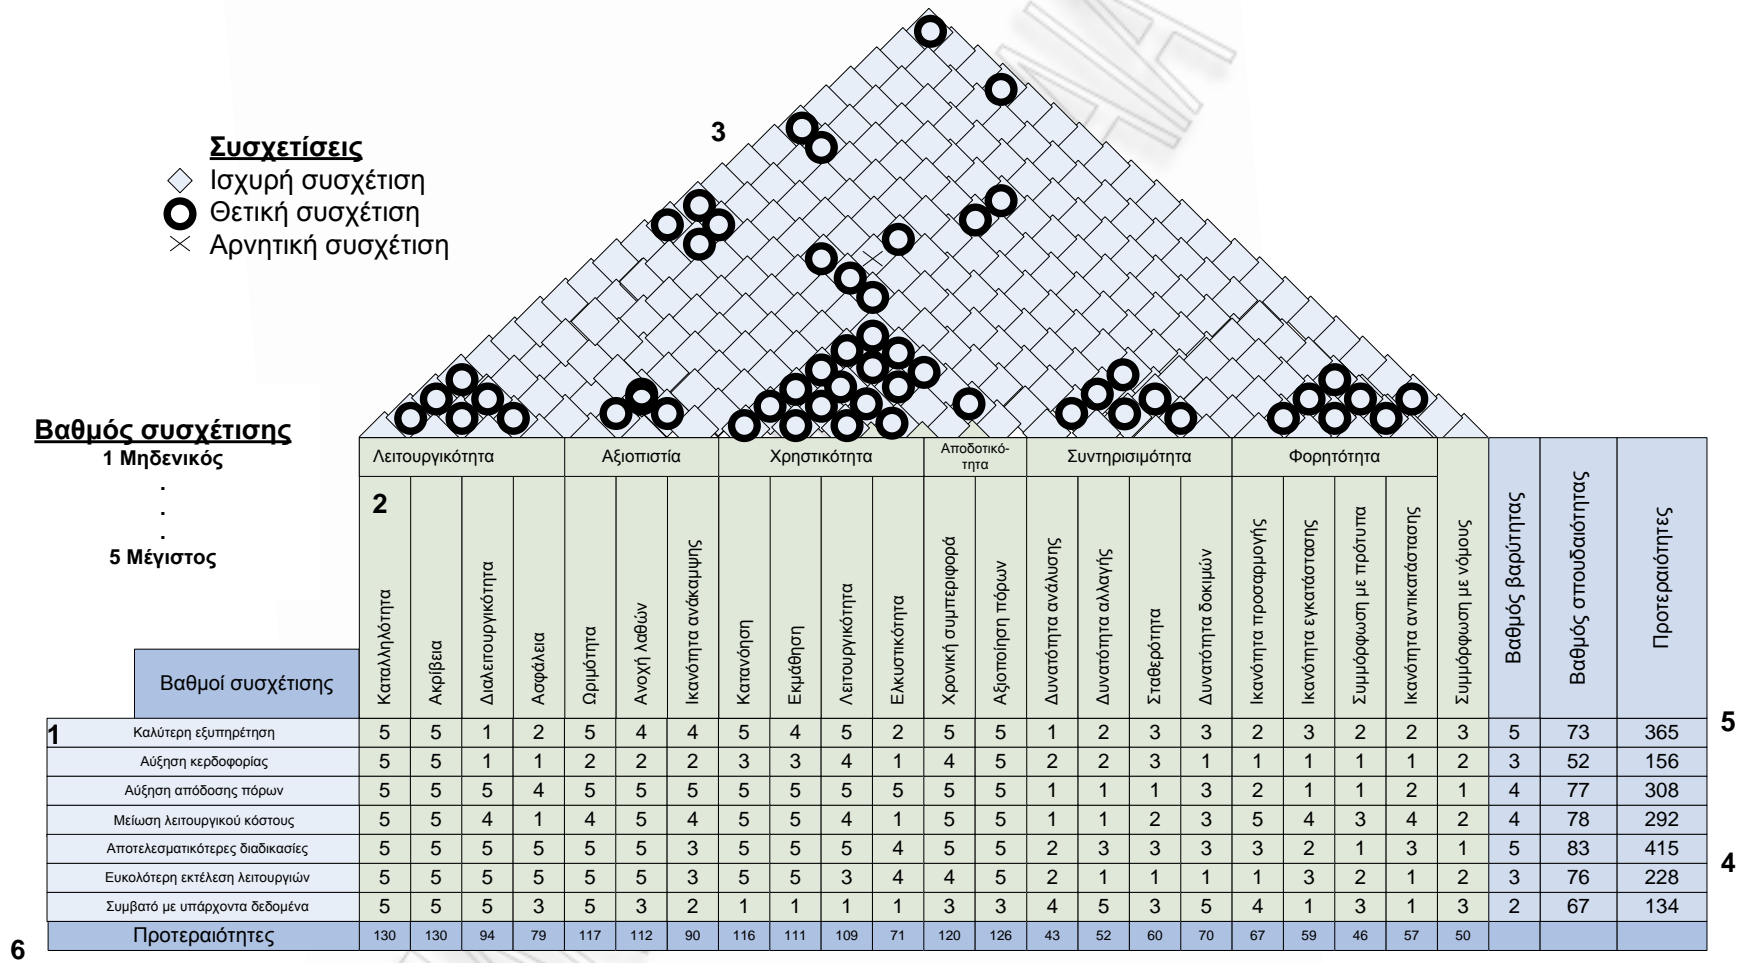 3
Συσχετίσεις
Ισχυρή συσχέτιση
Θετική συσχέτιση
Αρνητική συσχέτιση
Βαθμός συσχέτισης
1 Μηδενικός
.
.
.
5 Μέγιστος
Λειτουργικότητα Αξιοπιστία Χρηστικότητα Αποδοτικό-
τητα Συντηρισιμότητα Φορητότητα
2
Καταλληλότητα
Ακρίβεια
Διαλειτουργικότητα
Ασφάλεια
Ωριμότητα
Ανοχή λαθών
Ικανότητα ανάκαμψης
Κατανόηση
Εκμάθηση
Λειτουργικότητα
Ελκυστικότητα
Χρονική συμπεριφορά
Αξιοποίηση πόρων
Δυνατότητα ανάλυσης
Δυνατότητα αλλαγής
Σταθερότητα
Δυνατότητα δοκιμών
Ικανότητα προσαρμογής
Ικανότητα εγκατάστασης
Συμμόρφωση με πρότυπα
Ικανότητα αντικατάστασης
Συμμόρφωση με νόμους
Βαθμός βαρύτητας
Βαθμός σπουδαιότητας
Προτεραιότητες
Βαθμοί συσχέτισης
1 Καλύτερη εξυπηρέτηση 5 5 1 2 5 4 4 5 4 5 2 5 5 1 2 3 3 2 3 2 2 3 5 73 365 5
Αύξηση κερδοφορίας 5 5 1 1 2 2 2 3 3 4 1 4 5 2 2 3 1 1 1 1 1 2 3 52 156
Αύξηση απόδοσης πόρων 5 5 5 4 5 5 5 5 5 5 5 5 5 1 1 1 3 2 1 1 2 1 4 77 308
Μείωση λειτουργικού κόστους 5 5 4 1 4 5 4 5 5 4 1 5 5 1 1 2 3 5 4 3 4 2 4 78 292
Αποτελεσματικότερες διαδικασίες 5 5 5 5 5 5 3 5 5 5 4 5 5 2 3 3 3 3 2 1 3 1 5 83 415
4
Ευκολότερη εκτέλεση λειτουργιών 5 5 5 5 5 5 3 5 5 3 4 4 5 2 1 1 1 1 3 2 1 2 3 76 228
Συμβατό με υπάρχοντα δεδομένα 5 5 5 3 5 3 2 1 1 1 1 3 3 4 5 3 5 4 1 3 1 3 2 67 134
Προτεραιότητες 130 130 94 79 117 112 90 116 111 109 71 120 126 43 52 60 70 67 59 46 57 50
6